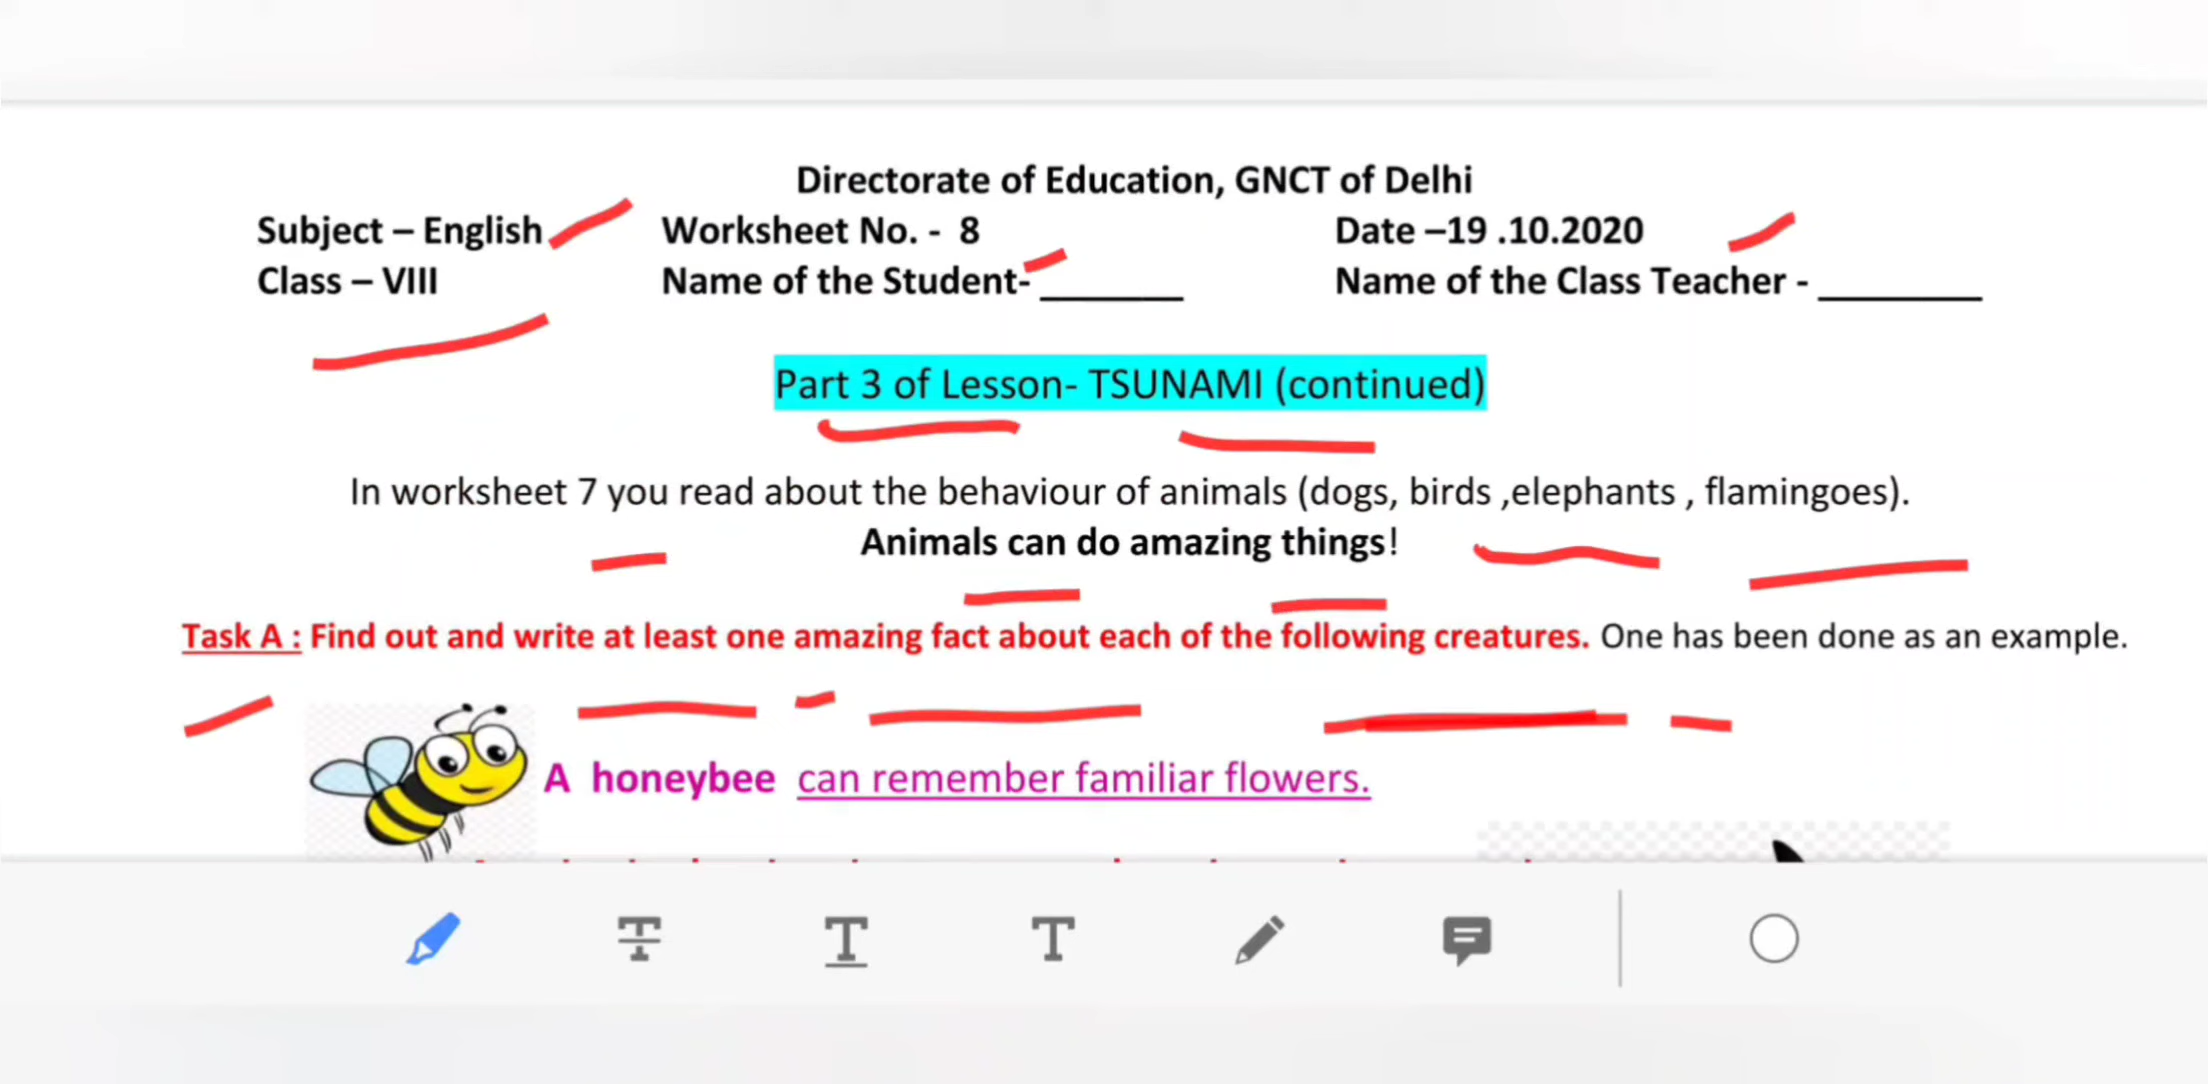 Directorate of Education, GNCT of Delhi
Subject – English Worksheet No. - 8 Date –19 .10.2020
Class – VIII Name of the Student- _______ Name of the Class Teacher - ________
Part 3 of Lesson- TSUNAMI (continued)
In worksheet 7 you read about the behaviour of animals (dogs, birds ,elephants , flamingoes).
Animals can do amazing things!
Task A : Find out and write at least one amazing fact about each of the following creatures. One has been done as an example.
A honeybee can remember familiar flowers.